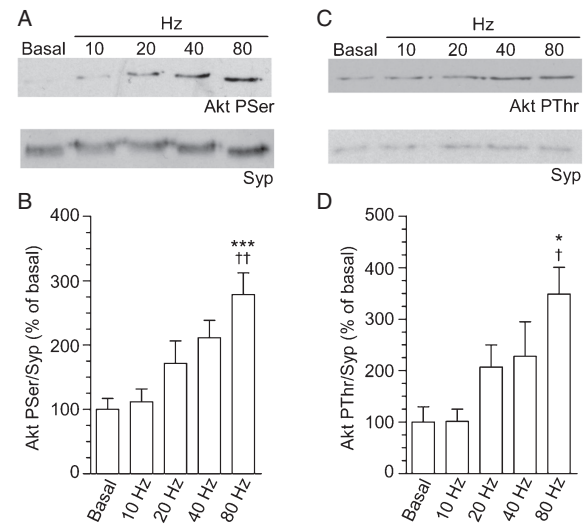 A
Hz
Basal 10 20 40 80
Akt PSer
Syp
B
Akt PSer/Syp (% of basal)
400
300
200
100
0
***
††
Basal 10 Hz 20 Hz 40 Hz 80 Hz
C
Hz
Basal 10 20 40 80
Akt PThr
Syp
D
Akt PThr/Syp (% of basal)
500
400
300
200
100
0
*
†
Basal 10 Hz 20 Hz 40 Hz 80 Hz